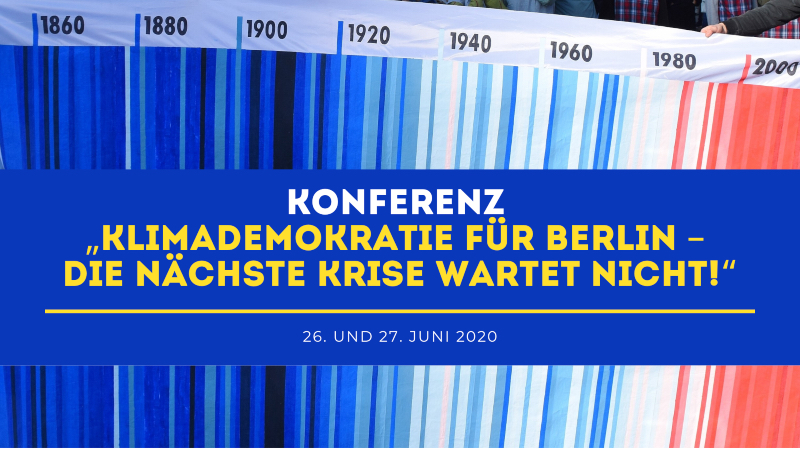 1860 1880 1900 1920 1940 1960 1980 2000
KONFERENZ
„KLIMADEMOKRATIE FÜR BERLIN –
DIE NÄCHSTE KRISE WARTET NICHT!“
26. UND 27. JUNI 2020